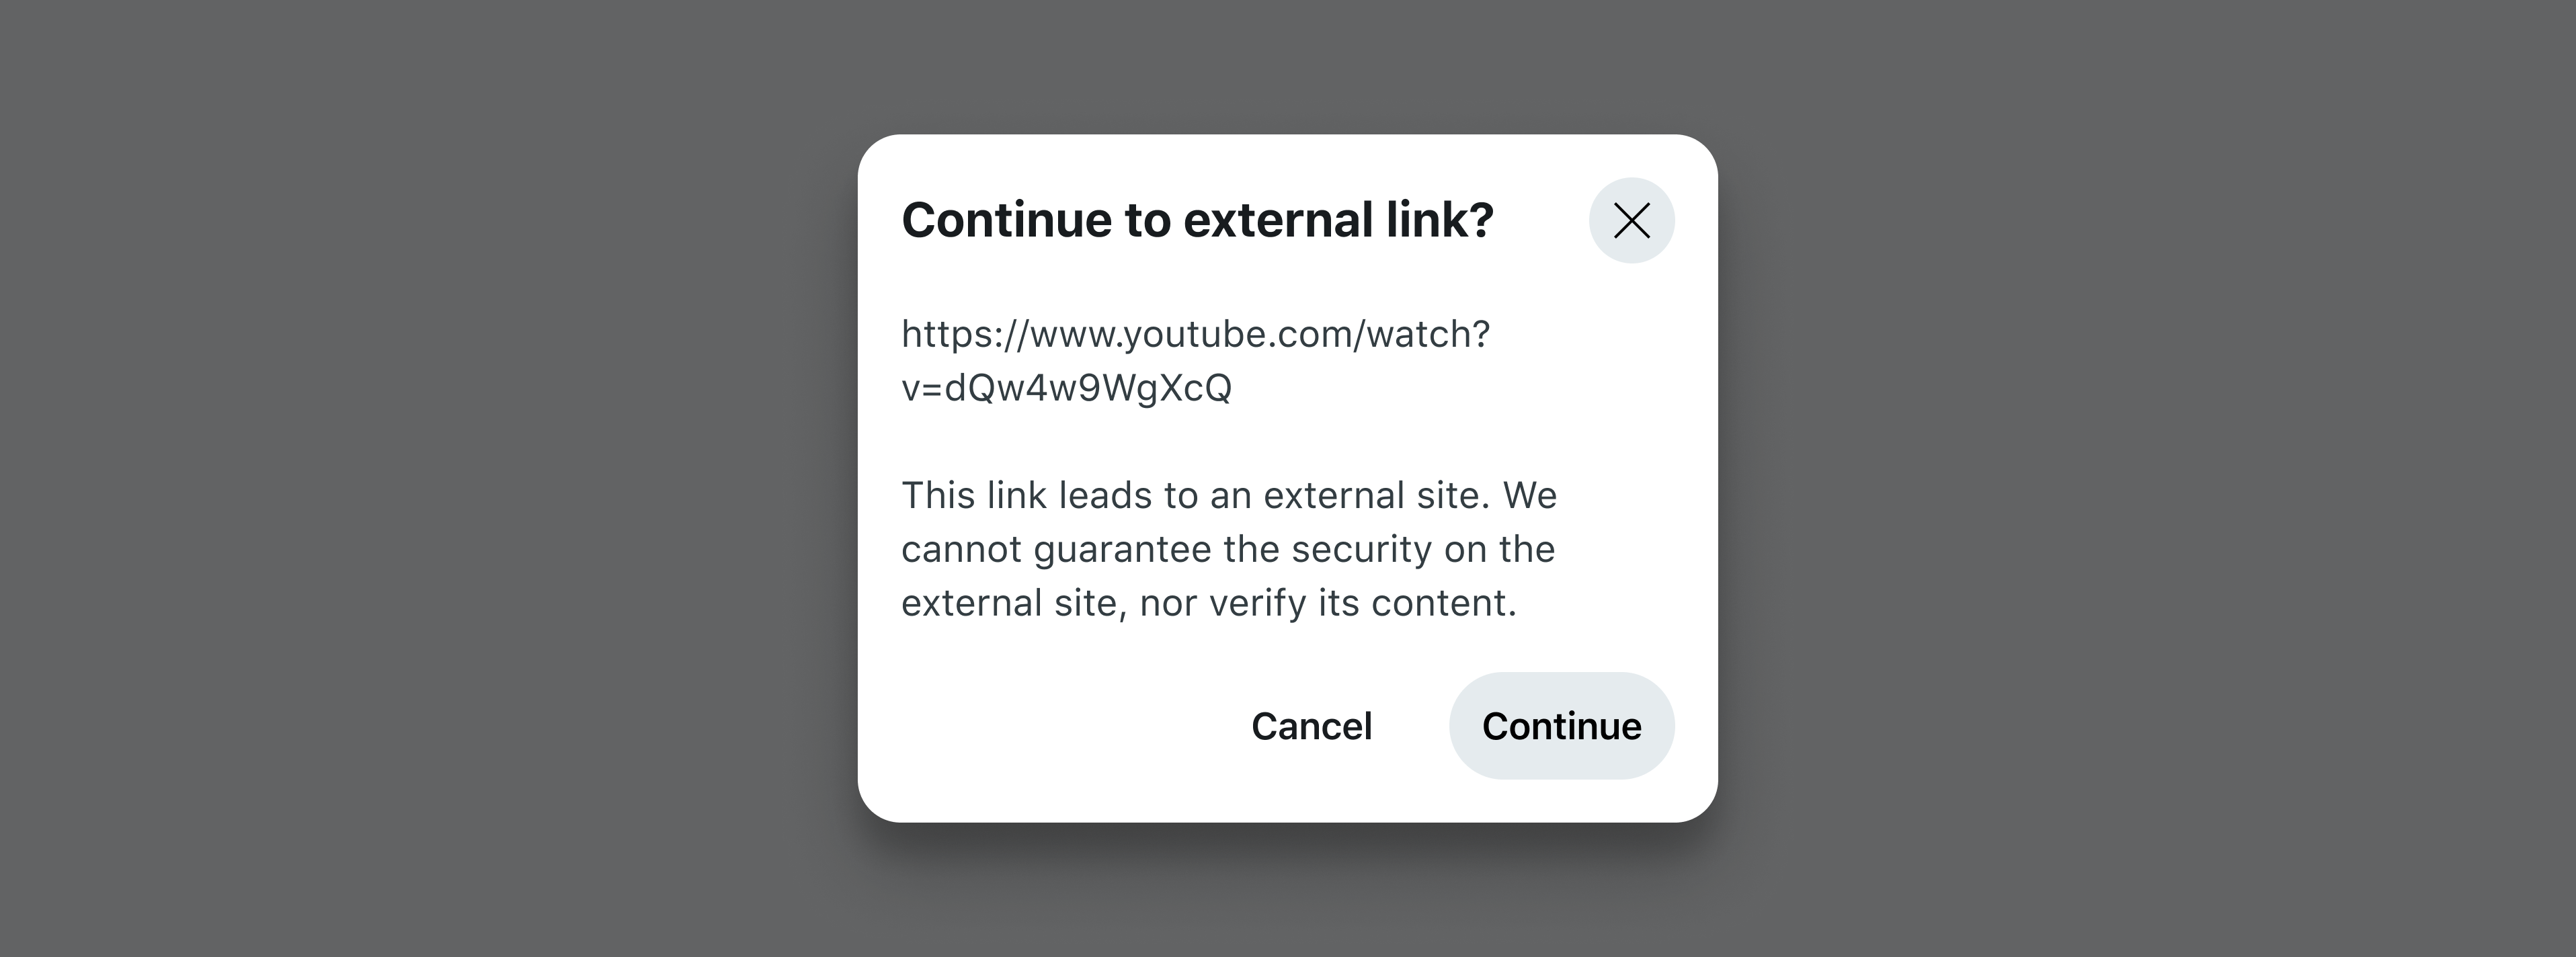 Continue to external link?
https://www.youtube.com/watch?
v=dQw4w9WgXcQ
This link leads to an external site. We
cannot guarantee the security on the
external site, nor verify its content.
Cancel
Continue